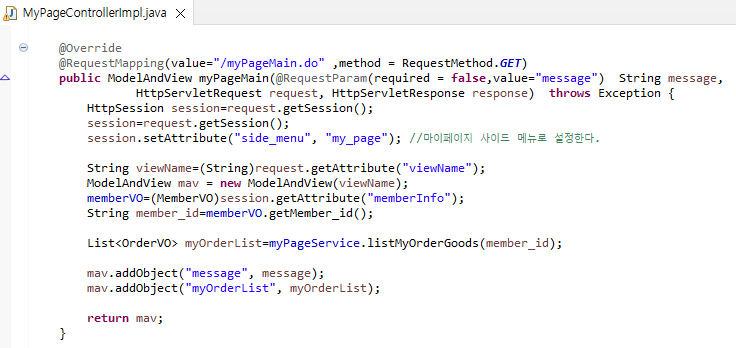 MyPageControllerImpl.java
@Override
@RequestMapping(value="/myPageMain.do" ,method = RequestMethod.GET)
public ModelAndView myPageMain(@RequestParam(required = false,value="message")  String message,
           HttpServletRequest request, HttpServletResponse response)  throws Exception {
    HttpSession session=request.getSession();
    session=request.getSession();
    session.setAttribute("side_menu", "my_page"); //마이페이지 사이드 메뉴로 설정한다.

    String viewName=(String)request.getAttribute("viewName");
    ModelAndView mav = new ModelAndView(viewName);
    memberVO=(MemberVO)session.getAttribute("memberInfo");
    String member_id=memberVO.getMember_id();

    List<OrderVO> myOrderList=myPageService.listMyOrderGoods(member_id);

    mav.addObject("message", message);
    mav.addObject("myOrderList", myOrderList);

    return mav;
}